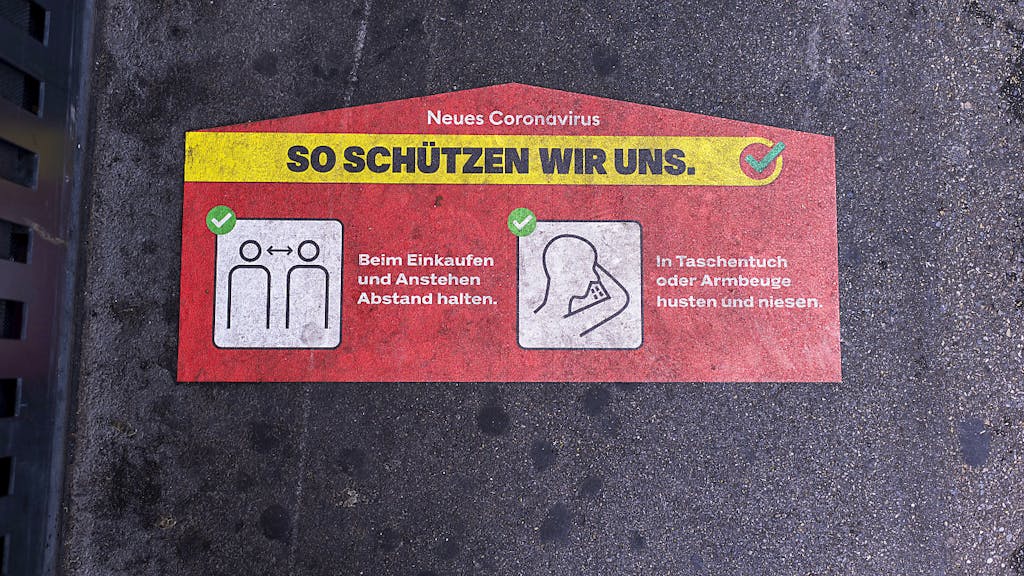 Neues Coronavirus
SO SCHÜTZEN WIR UNS.
Beim Einkaufen
und Anstehen
Abstand halten.
In Taschentuch
oder Armbeuge
husten und niesen.